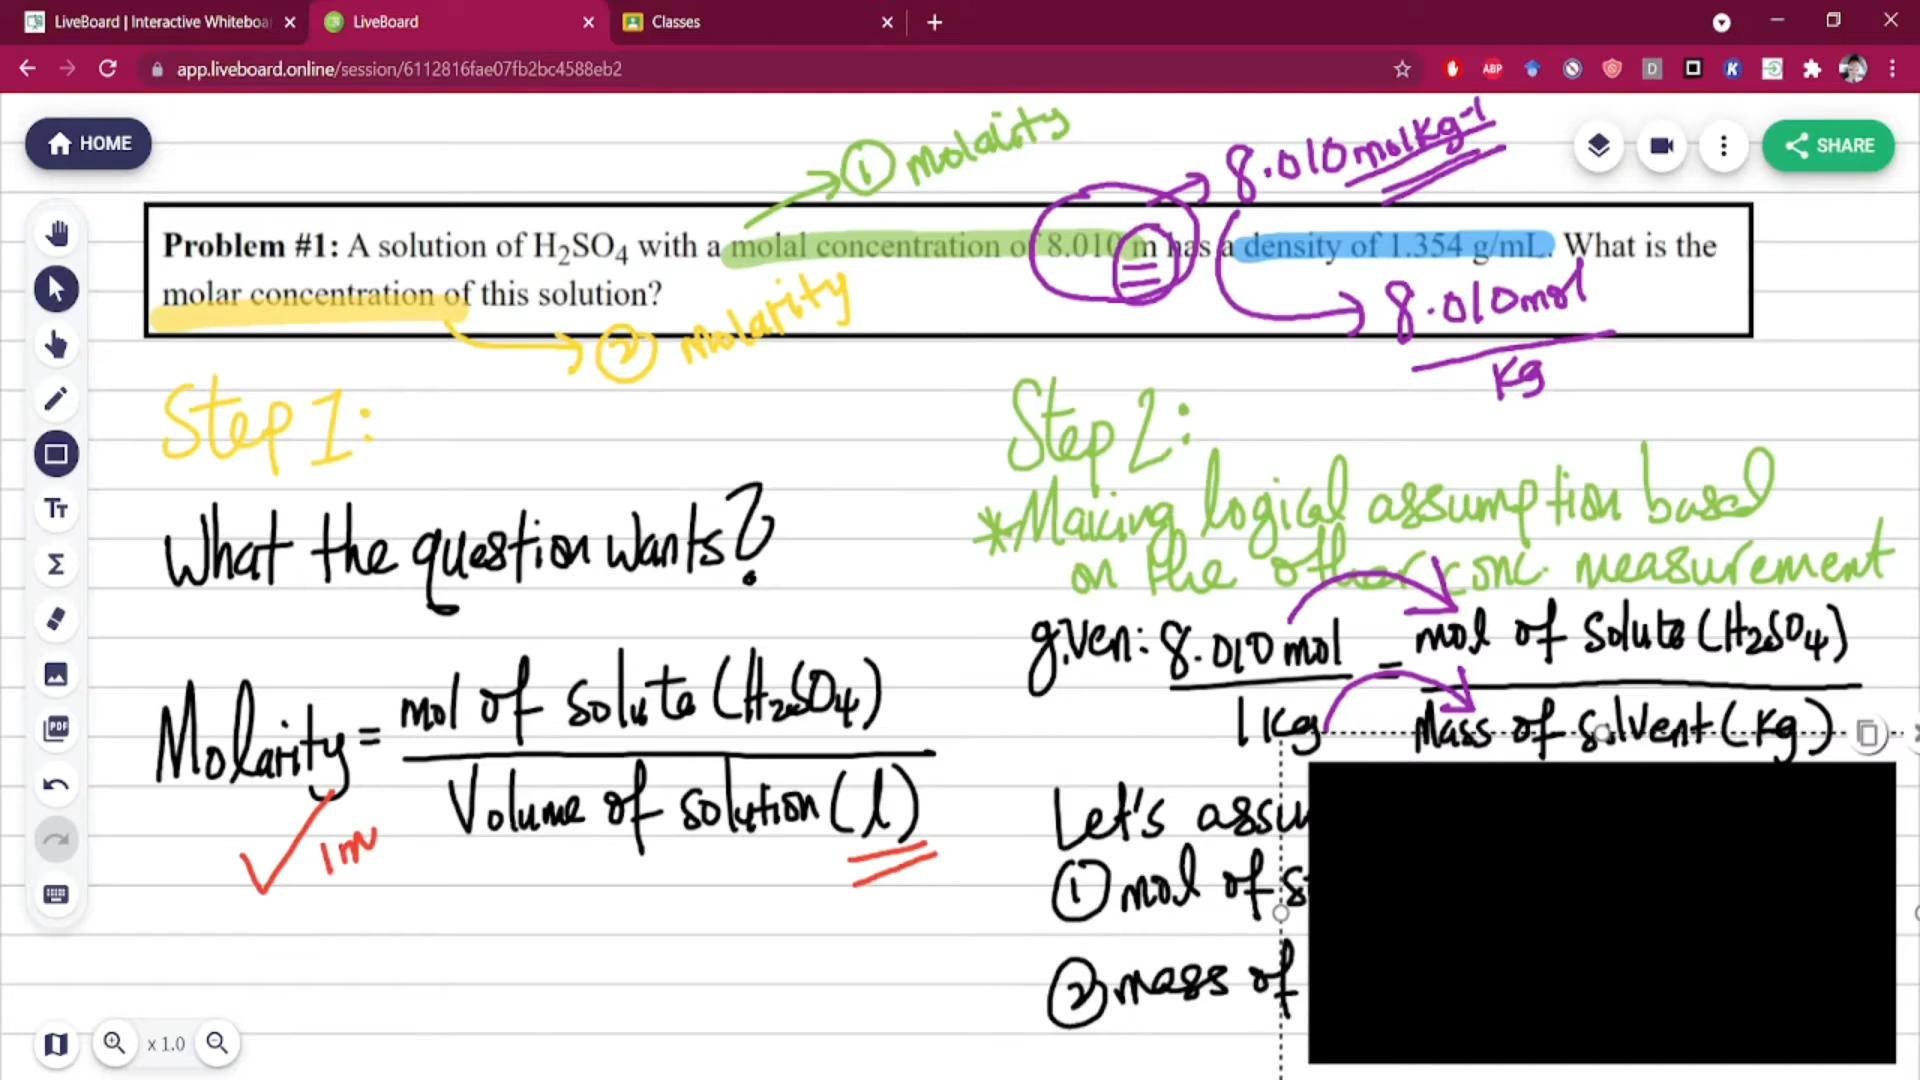 LiveBoard | Interactive Whiteboa
LiveBoard
Classes
app.liveboard.online/session/6112816fae07fb2bc4588eb2
ABP
D
K
HOME
SHARE
① molality
8.010 molkg-1
Problem #1: A solution of H₂SO₄ with a molal concentration of 8.010 m has a density of 1.354 g/mL. What is the
molar concentration of this solution?
② molarity
8.010 mol
Kg
Step 1:
What the question wants?
Molarity = mol of solute (H₂SO₄)
Volume of solution (l)
1m
Step 2:
*Making logical assumption based
on the other conc. measurement
given: 8.010 mol = mol of solute (H₂SO₄)
1 Kg Mass of solvent (Kg)
Let's
① mol of
② mass of
Tт
Σ
PDF
x 1.0